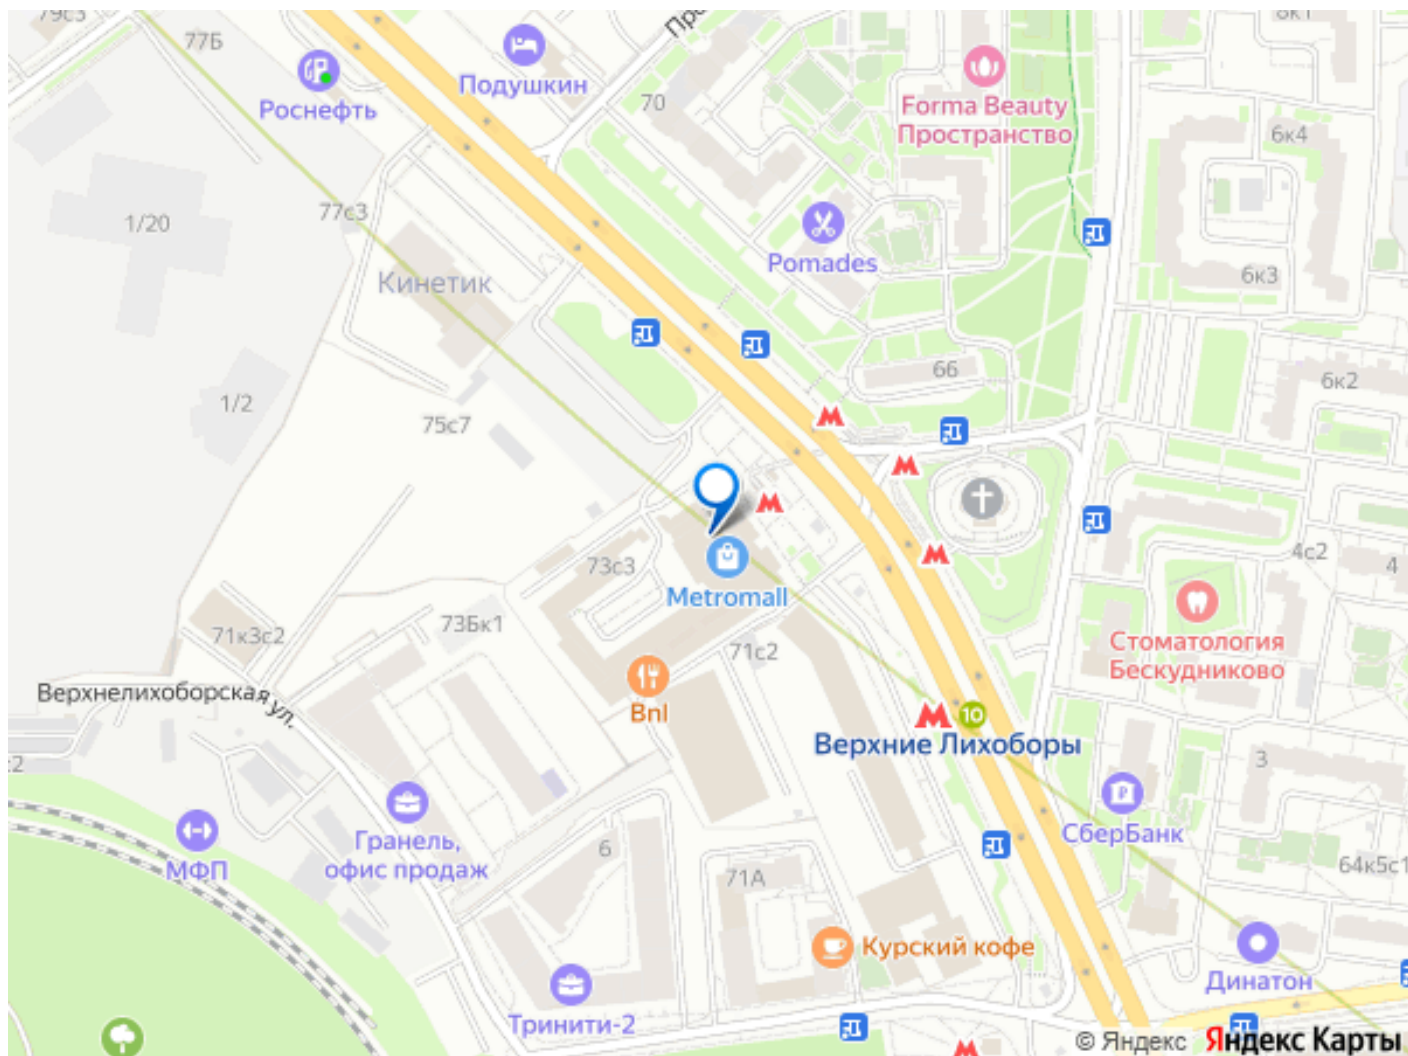 79с3
77Б
Роснефть
Подушкин
70
8к1
Forma Beauty
Пространство
6к4
1/20
77с3
Кинетик
Pomades
6к3
66
6к2
1/2
75с7
73с3
Metromall
4с2
4
71к3с2
73Бк1
71с2
Стоматология
Бескудниково
Верхнелихоборская ул.
Bnl
10
Верхние Лихоборы
3
СберБанк
Гранель,
офис продаж
МФП
6
71А
64к5с1
Курский кофе
Динатон
Тринити-2
© Яндекс Яндекс Карты